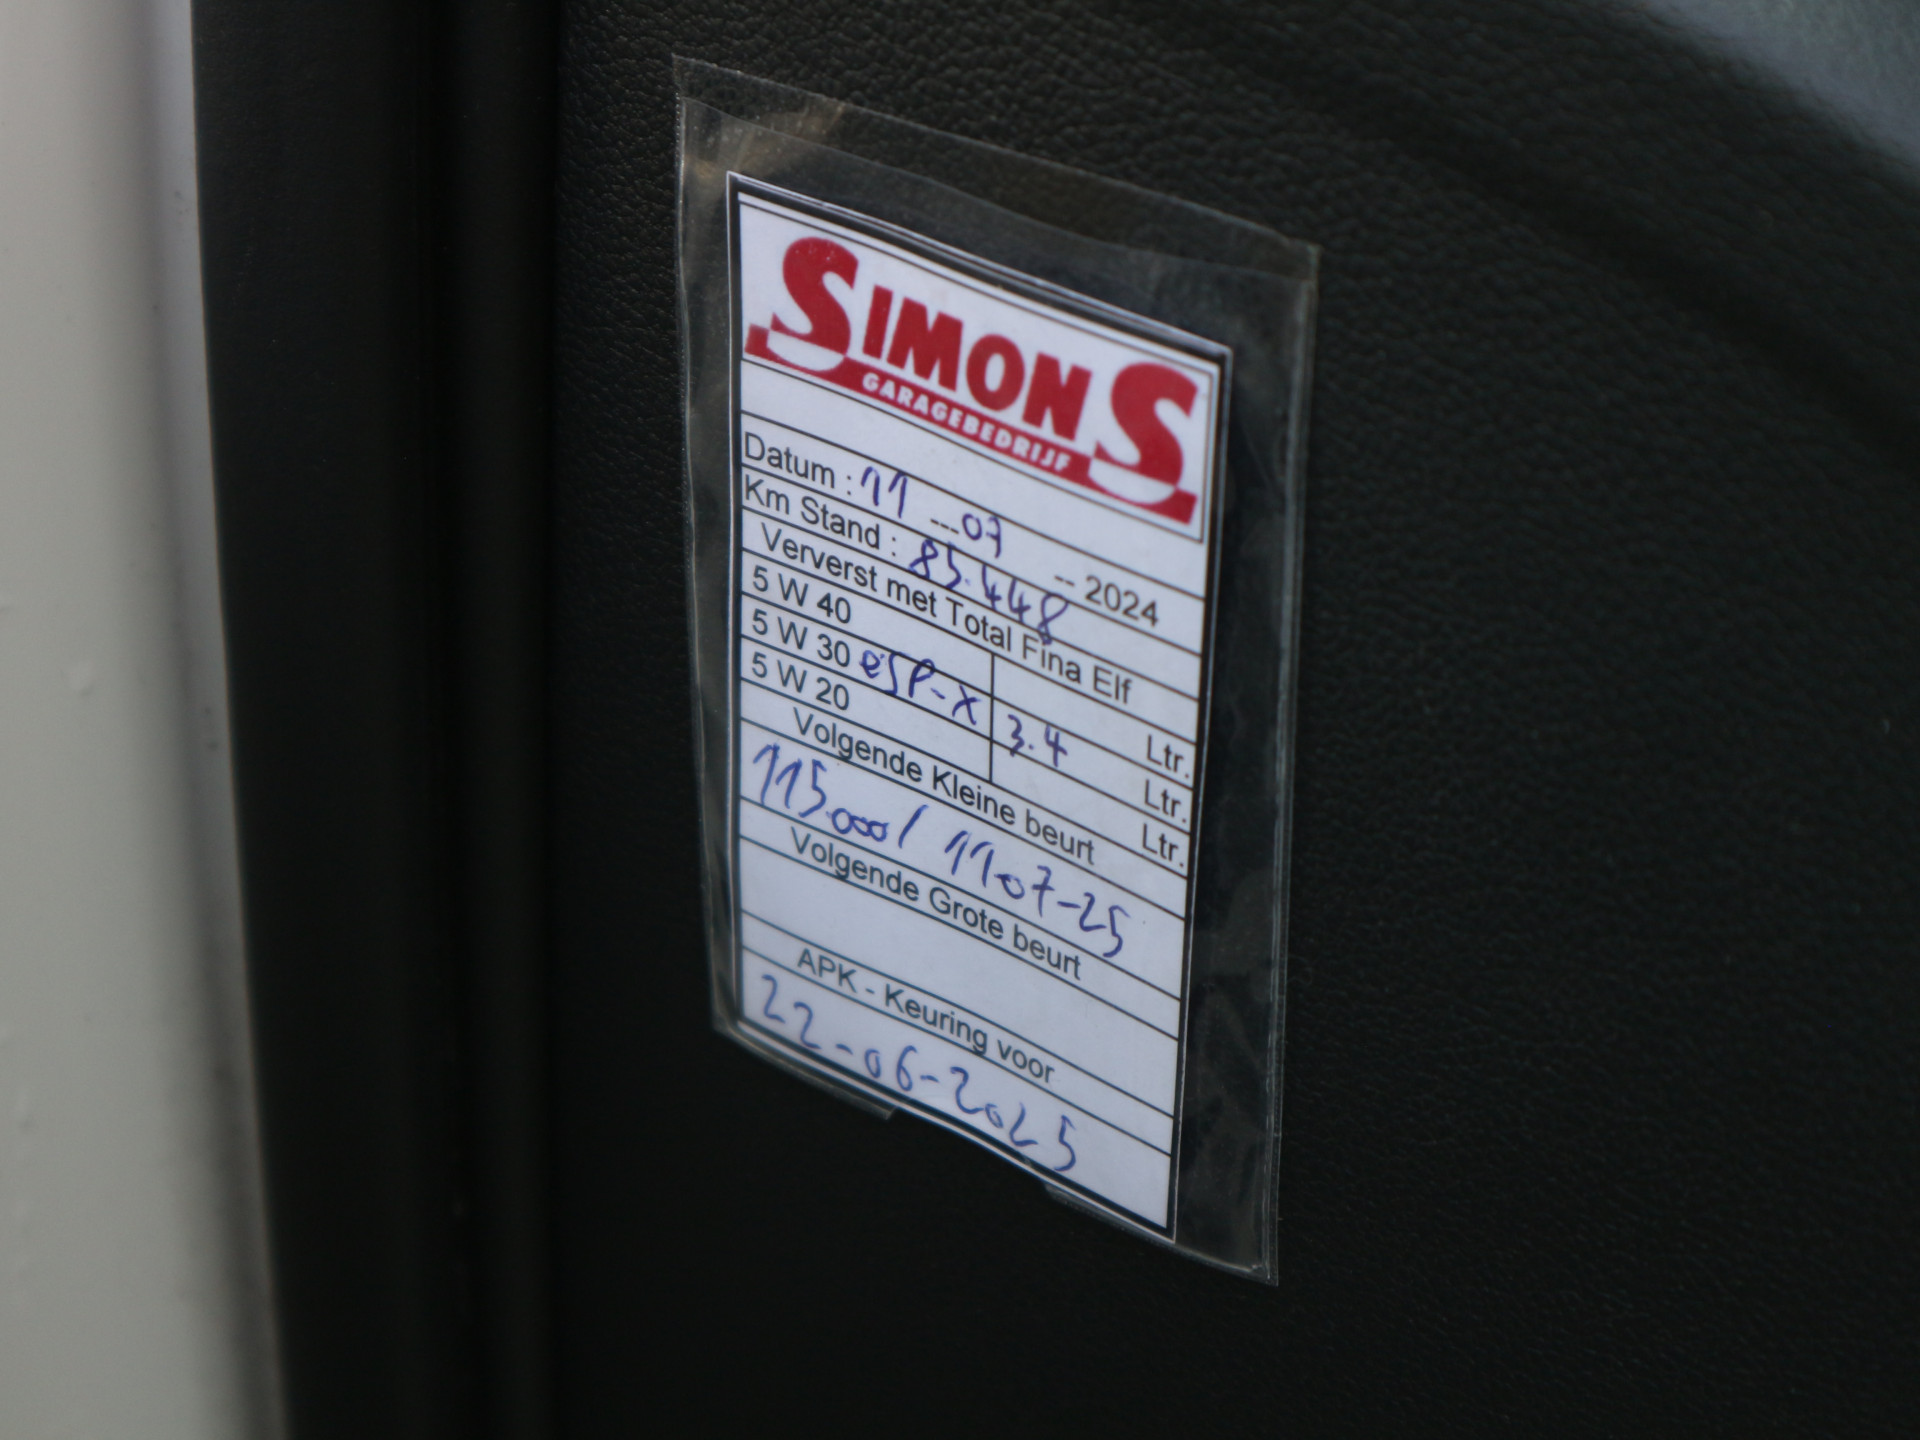 SIMONS
GARAGEBEDRIJF
Datum : 11 --- 07 -- 2024
Km Stand : 85.448
Ververst met Total Fina Elf
5 W 40 Ltr.
5 W 30 eSP-X 3.4 Ltr.
5 W 20 Ltr.
Volgende Kleine beurt
115.000/ 11-07-25
Volgende Grote beurt
APK - Keuring voor
22-06-2025